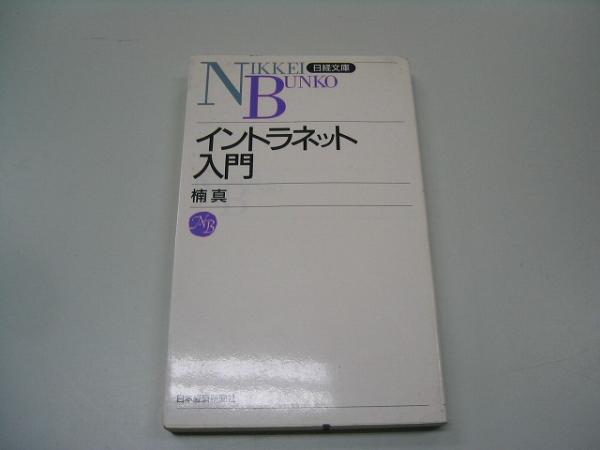 NIKKEI 日経文庫
BUNKO
イントラネット
入門
楠 真
NB
日本経済新聞社